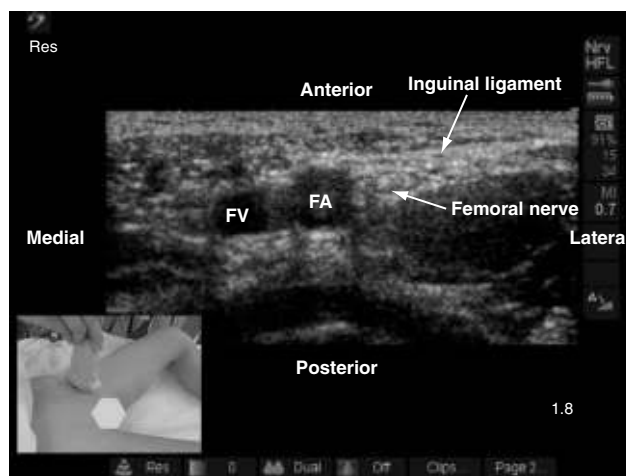 Res
Nrv
HFL
Anterior
Inguinal ligament
91%
MI
0.7
FV
FA
Femoral nerve
Medial
Latera
Posterior
1.8
Res
0
Dual
Off
Clips
Page 2